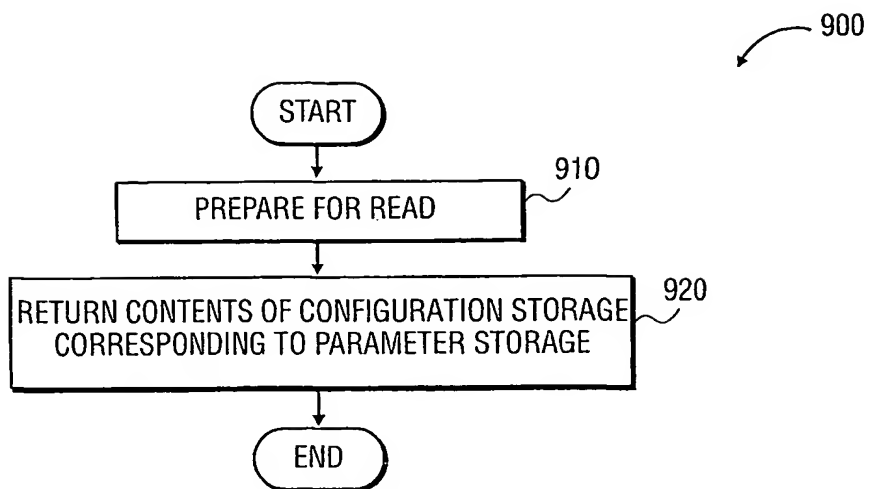 900
START
910
PREPARE FOR READ
920
RETURN CONTENTS OF CONFIGURATION STORAGE
CORRESPONDING TO PARAMETER STORAGE
END